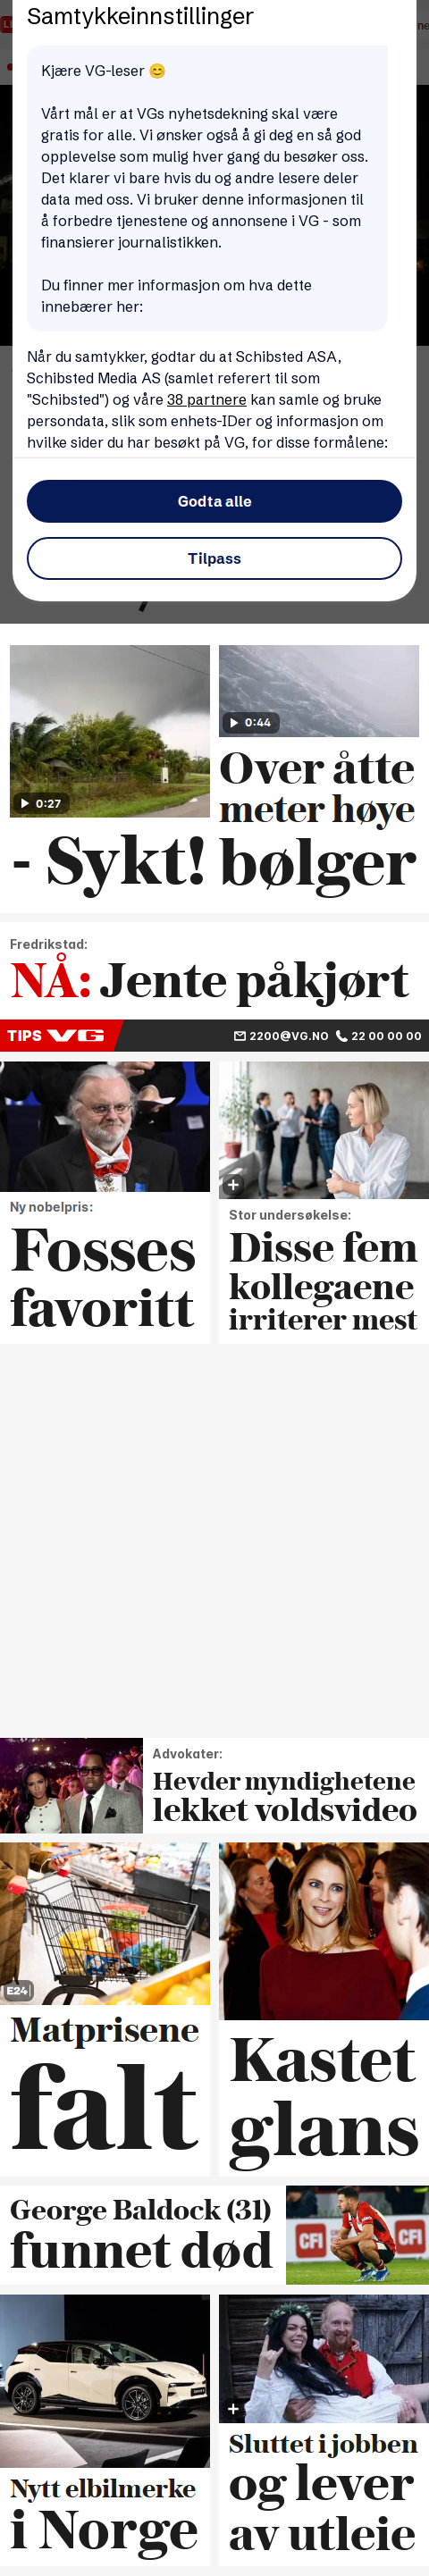 Samtykkeinnstillinger
Kjære VG-leser 😊
Vårt mål er at VGs nyhetsdekning skal være
gratis for alle. Vi ønsker også å gi deg en så god
opplevelse som mulig hver gang du besøker oss.
Det klarer vi bare hvis du og andre lesere deler
data med oss. Vi bruker denne informasjonen til
å forbedre tjenestene og annonsene i VG - som
finansierer journalistikken.
Du finner mer informasjon om hva dette
innebærer her:
Når du samtykker, godtar du at Schibsted ASA,
Schibsted Media AS (samlet referert til som
"Schibsted") og våre 38 partnere kan samle og bruke
persondata, slik som enhets-IDer og informasjon om
hvilke sider du har besøkt på VG, for disse formålene:
Godta alle
Tilpass
0:27
- Sykt!
0:44
Over åtte
meter høye
bølger
Fredrikstad:
NÅ: Jente påkjørt
TIPS VG 2200@VG.NO 22 00 00 00
Ny nobelpris:
Fosses
favoritt
Stor undersøkelse:
Disse fem
kollegaene
irriterer mest
Advokater:
Hevder myndighetene
lekket voldsvideo
E24
Matprisene
falt
Kastet
glans
George Baldock (31)
funnet død
CFI
CFI
Nytt elbilmerke
i Norge
Sluttet i jobben
og lever
av utleie